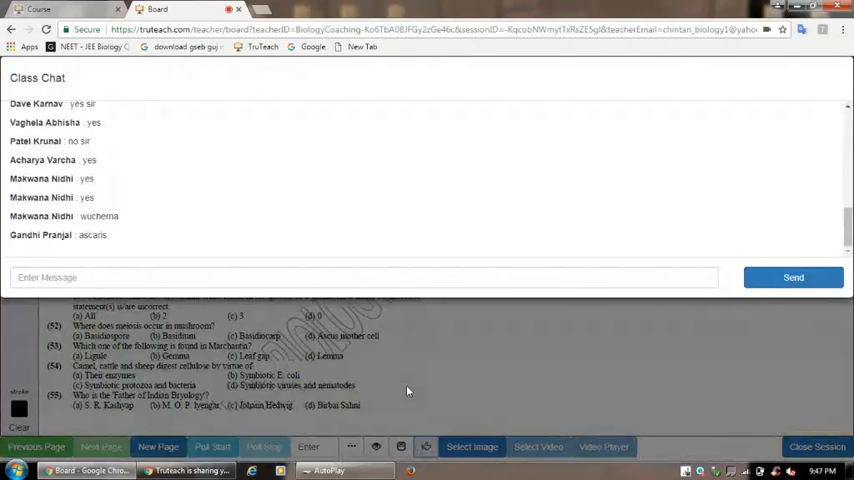 Course
Board
Secure https://truteach.com/teacher/board?teacherID=BiologyCoaching-Ko6TbA0BJFGy2zGe46c&sessionID=-KqcobNWmytTxRsZESgl&teacherEmail=chintan_biology1@yaho
Apps NEET - JEE Biology C download gseb guj TruTeach Google New Tab
Class Chat
Dave Karnav : yes sir
Vaghela Abhisha : yes
Patel Krunal : no sir
Acharya Varcha : yes
Makwana Nidhi : yes
Makwana Nidhi : yes
Makwana Nidhi : wucheria
Gandhi Pranjal : ascaris
Enter Message Send
statement(s) is/are incorrect
(a) All (b) 2 (c) 3 (d) 0
(52) Where does meiosis occur in mushroom?
(a) Basidiospore (b) Basidium (c) Basidiocarp (d) Ascus mother cell
(53) Which one of the following is found in Marchantia?
(a) Ligule (b) Gemma (c) Leaf gap (d) Lemma
(54) Camel, cattle and sheep digest cellulose by virtue of
(a) Their enzymes (b) Symbiotic E. coli
(c) Symbiotic protozoa and bacteria (d) Symbiotic viruses and nematodes
(55) Who is the 'Father of Indian Bryology'?
(a) S. R. Kashyap (b) M. O. P. Iyengar (c) Johann Hedwig (d) Birbai Sahni
stroke
Clear
Previous Page Next Page New Page Poll Start Poll Stop Enter Select Image Select Video Video Player Close Session
Board - Google Chro... Truteach is sharing y... AutoPlay 9:47 PM